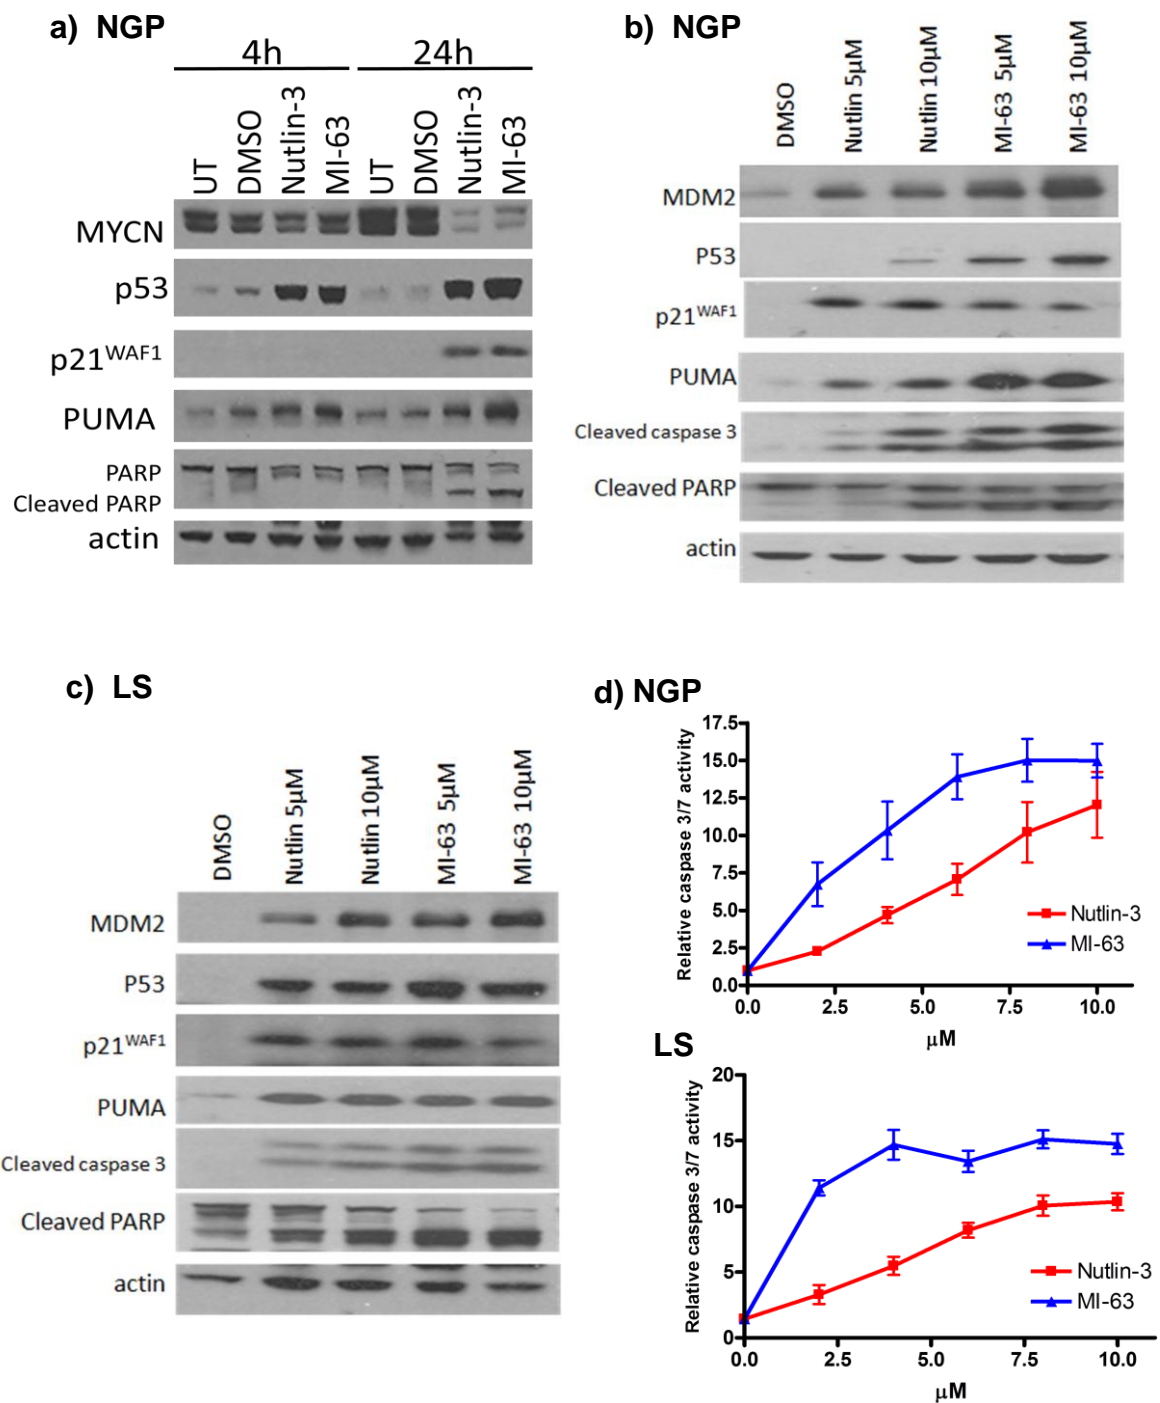 a) NGP
4h 24h
UT DMSO Nutlin-3 MI-63 UT DMSO Nutlin-3 MI-63
MYCN
p53
p21WAF1
PUMA
PARP
Cleaved PARP
actin
b) NGP
DMSO Nutlin 5μM Nutlin 10μM MI-63 5μM MI-63 10μM
MDM2
P53
p21WAF1
PUMA
Cleaved caspase 3
Cleaved PARP
actin
c) LS
DMSO Nutlin 5μM Nutlin 10μM MI-63 5μM MI-63 10μM
MDM2
P53
p21WAF1
PUMA
Cleaved caspase 3
Cleaved PARP
actin
d) NGP
Relative caspase 3/7 activity
17.5
15.0
12.5
10.0
7.5
5.0
2.5
0.0
Nutlin-3
MI-63
0.0 2.5 5.0 7.5 10.0
μM
LS
Relative caspase 3/7 activity
20
15
10
5
0
Nutlin-3
MI-63
0.0 2.5 5.0 7.5 10.0
μM